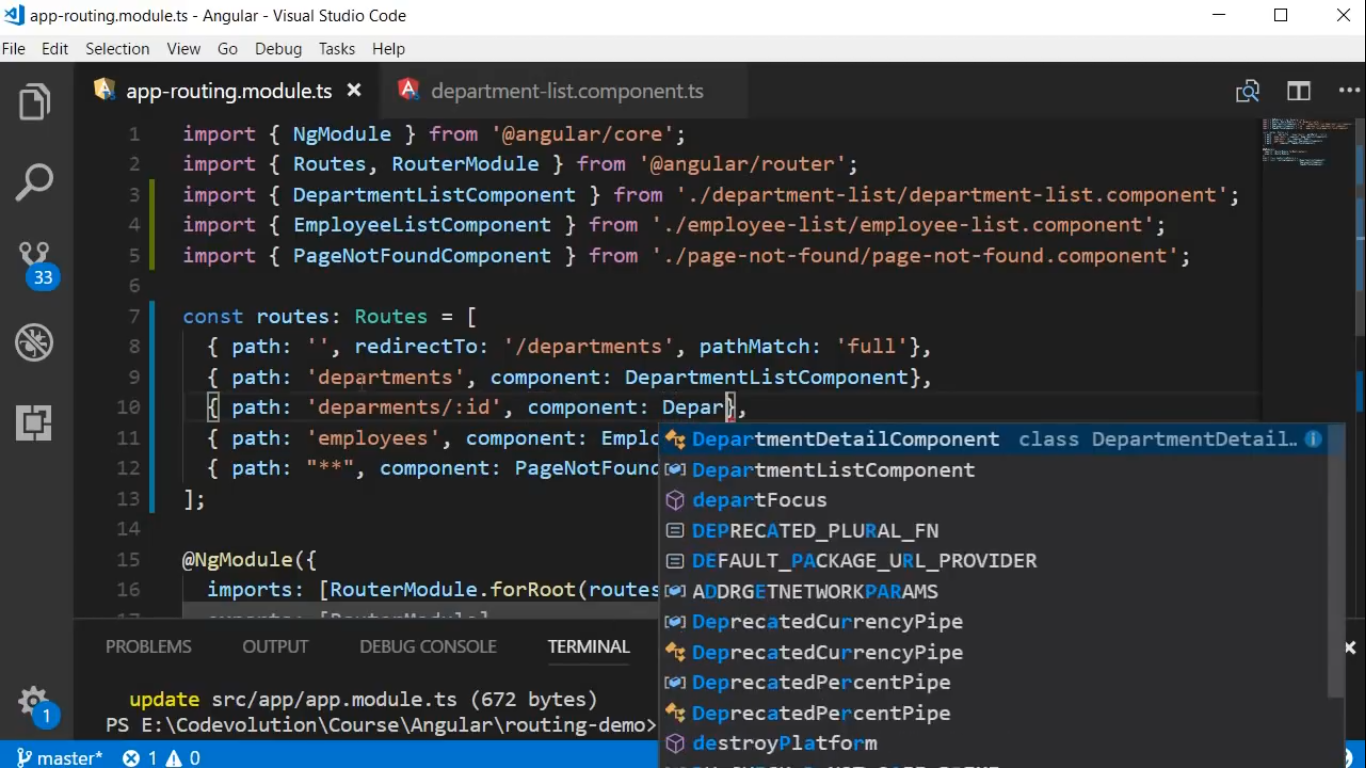 app-routing.module.ts - Angular - Visual Studio Code
File Edit Selection View Go Debug Tasks Help
app-routing.module.ts department-list.component.ts
1 import { NgModule } from '@angular/core';
2 import { Routes, RouterModule } from '@angular/router';
3 import { DepartmentListComponent } from './department-list/department-list.component';
4 import { EmployeeListComponent } from './employee-list/employee-list.component';
5 import { PageNotFoundComponent } from './page-not-found/page-not-found.component';
6
7 const routes: Routes = [
8 { path: '', redirectTo: '/departments', pathMatch: 'full'},
9 { path: 'departments', component: DepartmentListComponent},
10 { path: 'deparments/:id', component: Depar},
11 { path: 'employees', component: Emplo
12 { path: "**", component: PageNotFound
13 ];
14
15 @NgModule({
16 imports: [RouterModule.forRoot(routes
DepartmentDetailComponent class DepartmentDetail…
DepartmentListComponent
departFocus
DEPRECATED_PLURAL_FN
DEFAULT_PACKAGE_URL_PROVIDER
ADDRGETNETWORKPARAMS
DeprecatedCurrencyPipe
DeprecatedCurrencyPipe
DeprecatedPercentPipe
DeprecatedPercentPipe
destroyPlatform
33
1
PROBLEMS OUTPUT DEBUG CONSOLE TERMINAL
update src/app/app.module.ts (672 bytes)
PS E:\Codevolution\Course\Angular\routing-demo>
master* 1 0